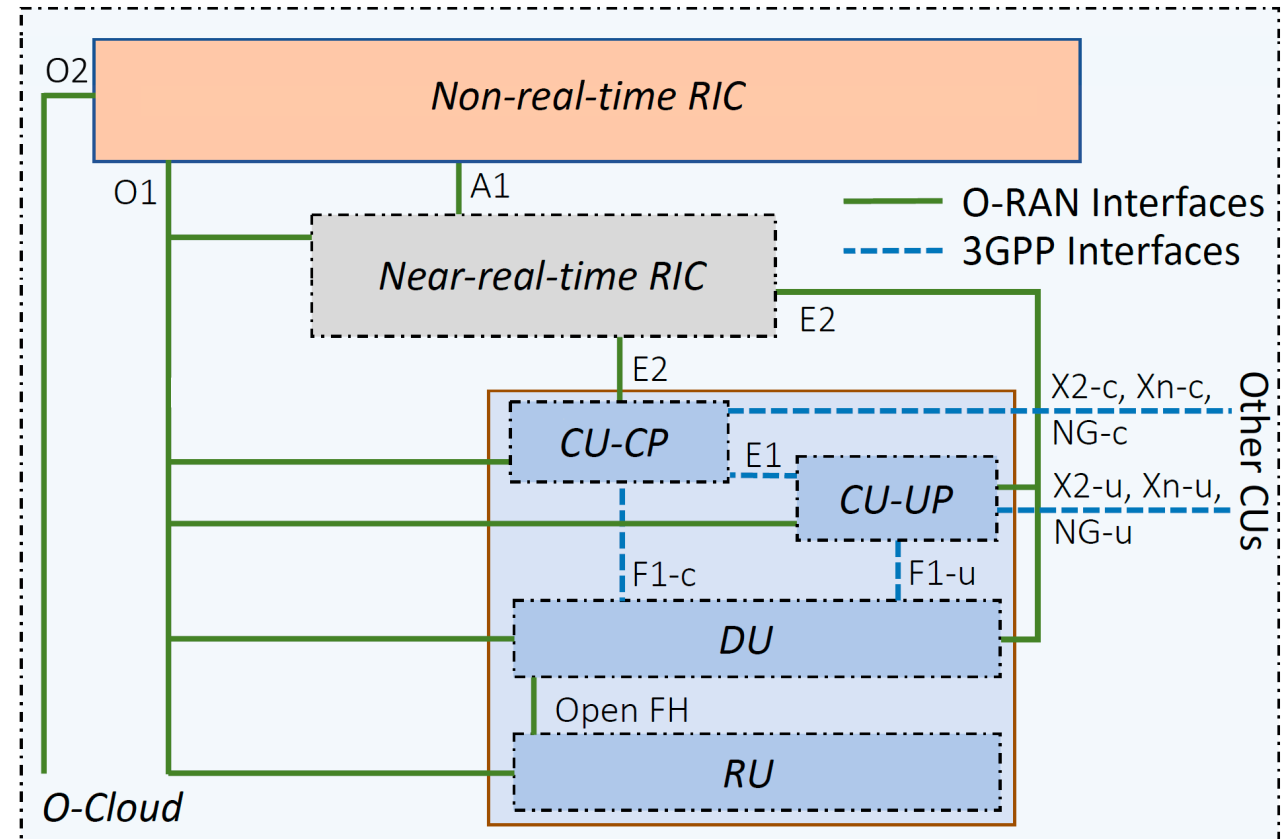 O2
Non-real-time RIC
O1
A1
O-RAN Interfaces
3GPP Interfaces
Near-real-time RIC
E2
E2
X2-c, Xn-c,
NG-c
CU-CP
E1
CU-UP
X2-u, Xn-u,
NG-u
Other CUs
F1-c
F1-u
DU
Open FH
RU
O-Cloud